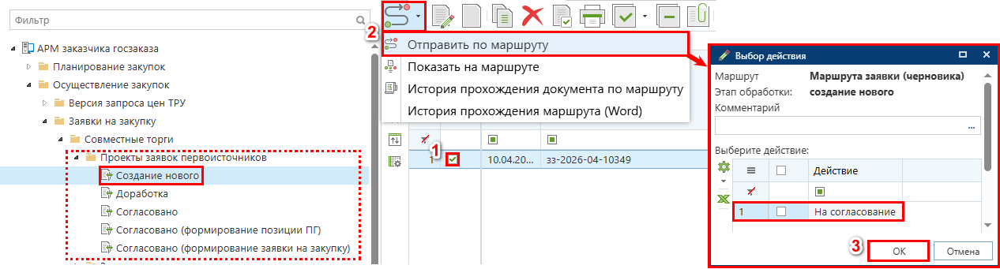 Фильтр
АРМ заказчика госзаказа
Планирование закупок
Осуществление закупок
Версия запроса цен ТРУ
Заявки на закупку
Совместные торги
Проекты заявок первоисточников
Создание нового
Доработка
Согласовано
Согласовано (формирование позиции ПГ)
Согласовано (формирование заявки на закупку)
2
Отправить по маршруту
Показать на маршруте
История прохождения документа по маршруту
История прохождения маршрута (Word)
1
1 10.04.20... зз-2026-04-10349
Выбор действия
Маршрут Маршрута заявки (черновика)
Этап обработки: создание нового
Комментарий
...
Выберите действие:
Действие
1 На согласование
3
ОК Отмена